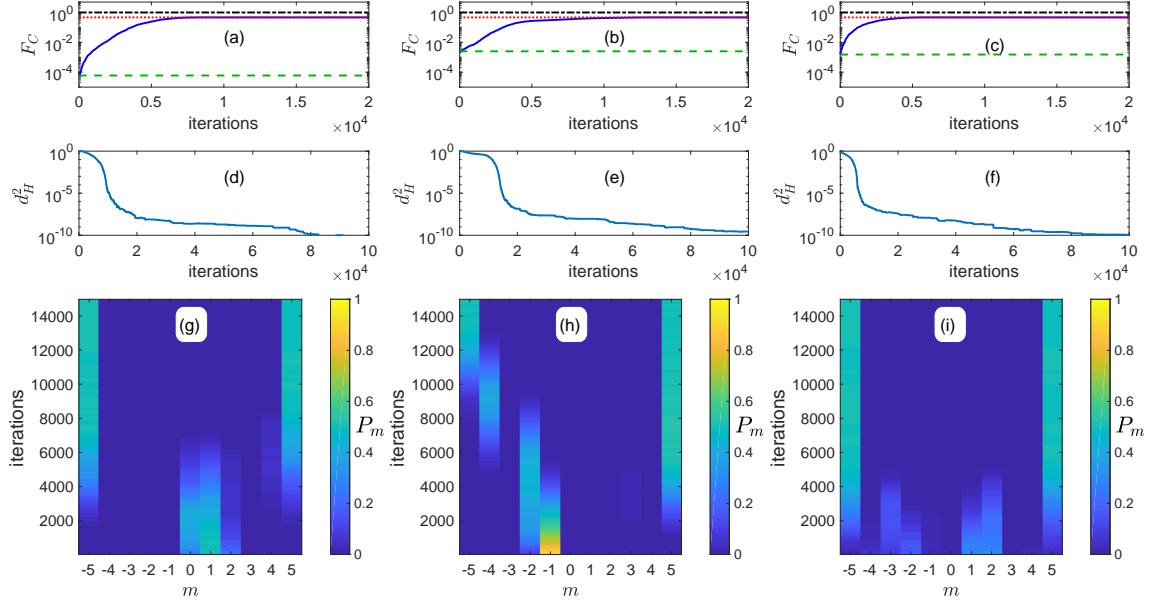 10^0
10^-2
10^-4
F_C
(a)
0 0.5 1 1.5 2
iterations
×10^4
10^0
10^-2
10^-4
F_C
(b)
0 0.5 1 1.5 2
iterations
×10^4
10^0
10^-2
10^-4
F_C
(c)
0 0.5 1 1.5 2
iterations
×10^4
10^0
10^-5
10^-10
d_H^2
(d)
0 2 4 6 8 10
iterations
×10^4
10^0
10^-5
10^-10
d_H^2
(e)
0 2 4 6 8 10
iterations
×10^4
10^0
10^-5
10^-10
d_H^2
(f)
0 2 4 6 8 10
iterations
×10^4
14000
12000
10000
8000
6000
4000
2000
iterations
(g)
-5 -4 -3 -2 -1 0 1 2 3 4 5
m
1
0.8
0.6
0.4
0.2
0
P_m
14000
12000
10000
8000
6000
4000
2000
iterations
(h)
-5 -4 -3 -2 -1 0 1 2 3 4 5
m
1
0.8
0.6
0.4
0.2
0
P_m
14000
12000
10000
8000
6000
4000
2000
iterations
(i)
-5 -4 -3 -2 -1 0 1 2 3 4 5
m
1
0.8
0.6
0.4
0.2
0
P_m